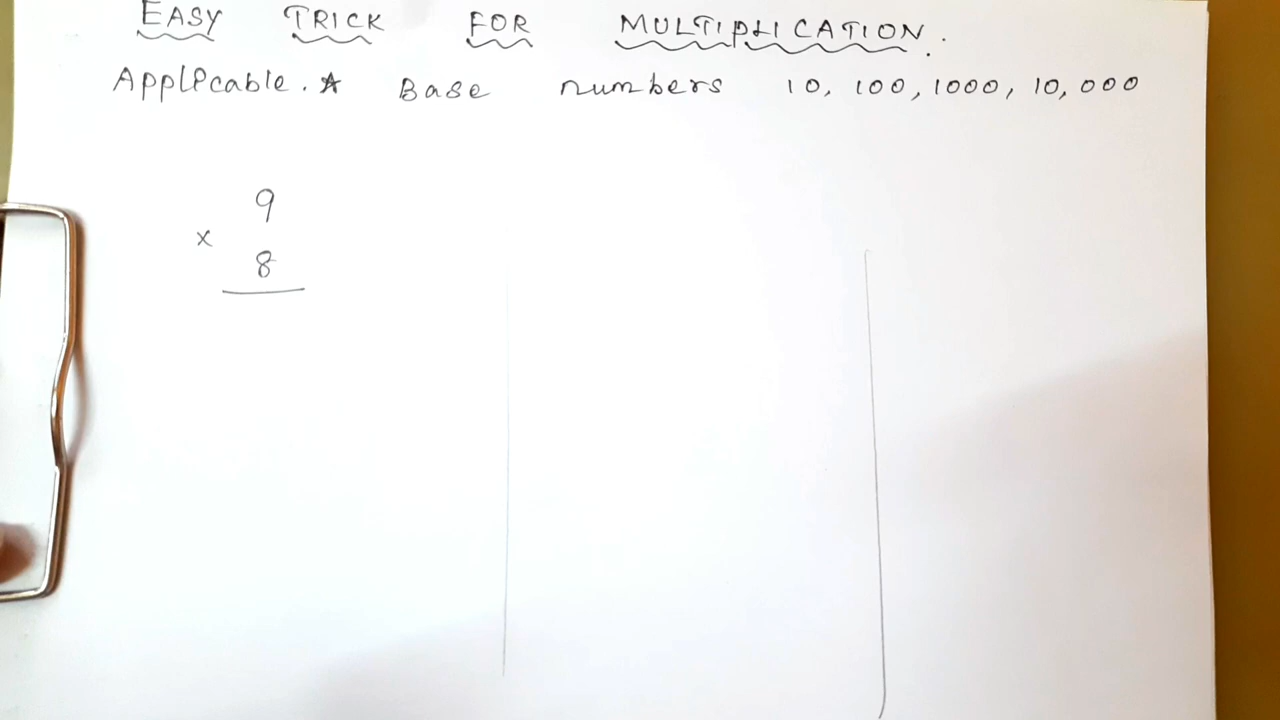 EASY TRICK FOR MULTIPLICATION.
Applicable. ★ Base numbers 10, 100, 1000, 10,000
9
×
8